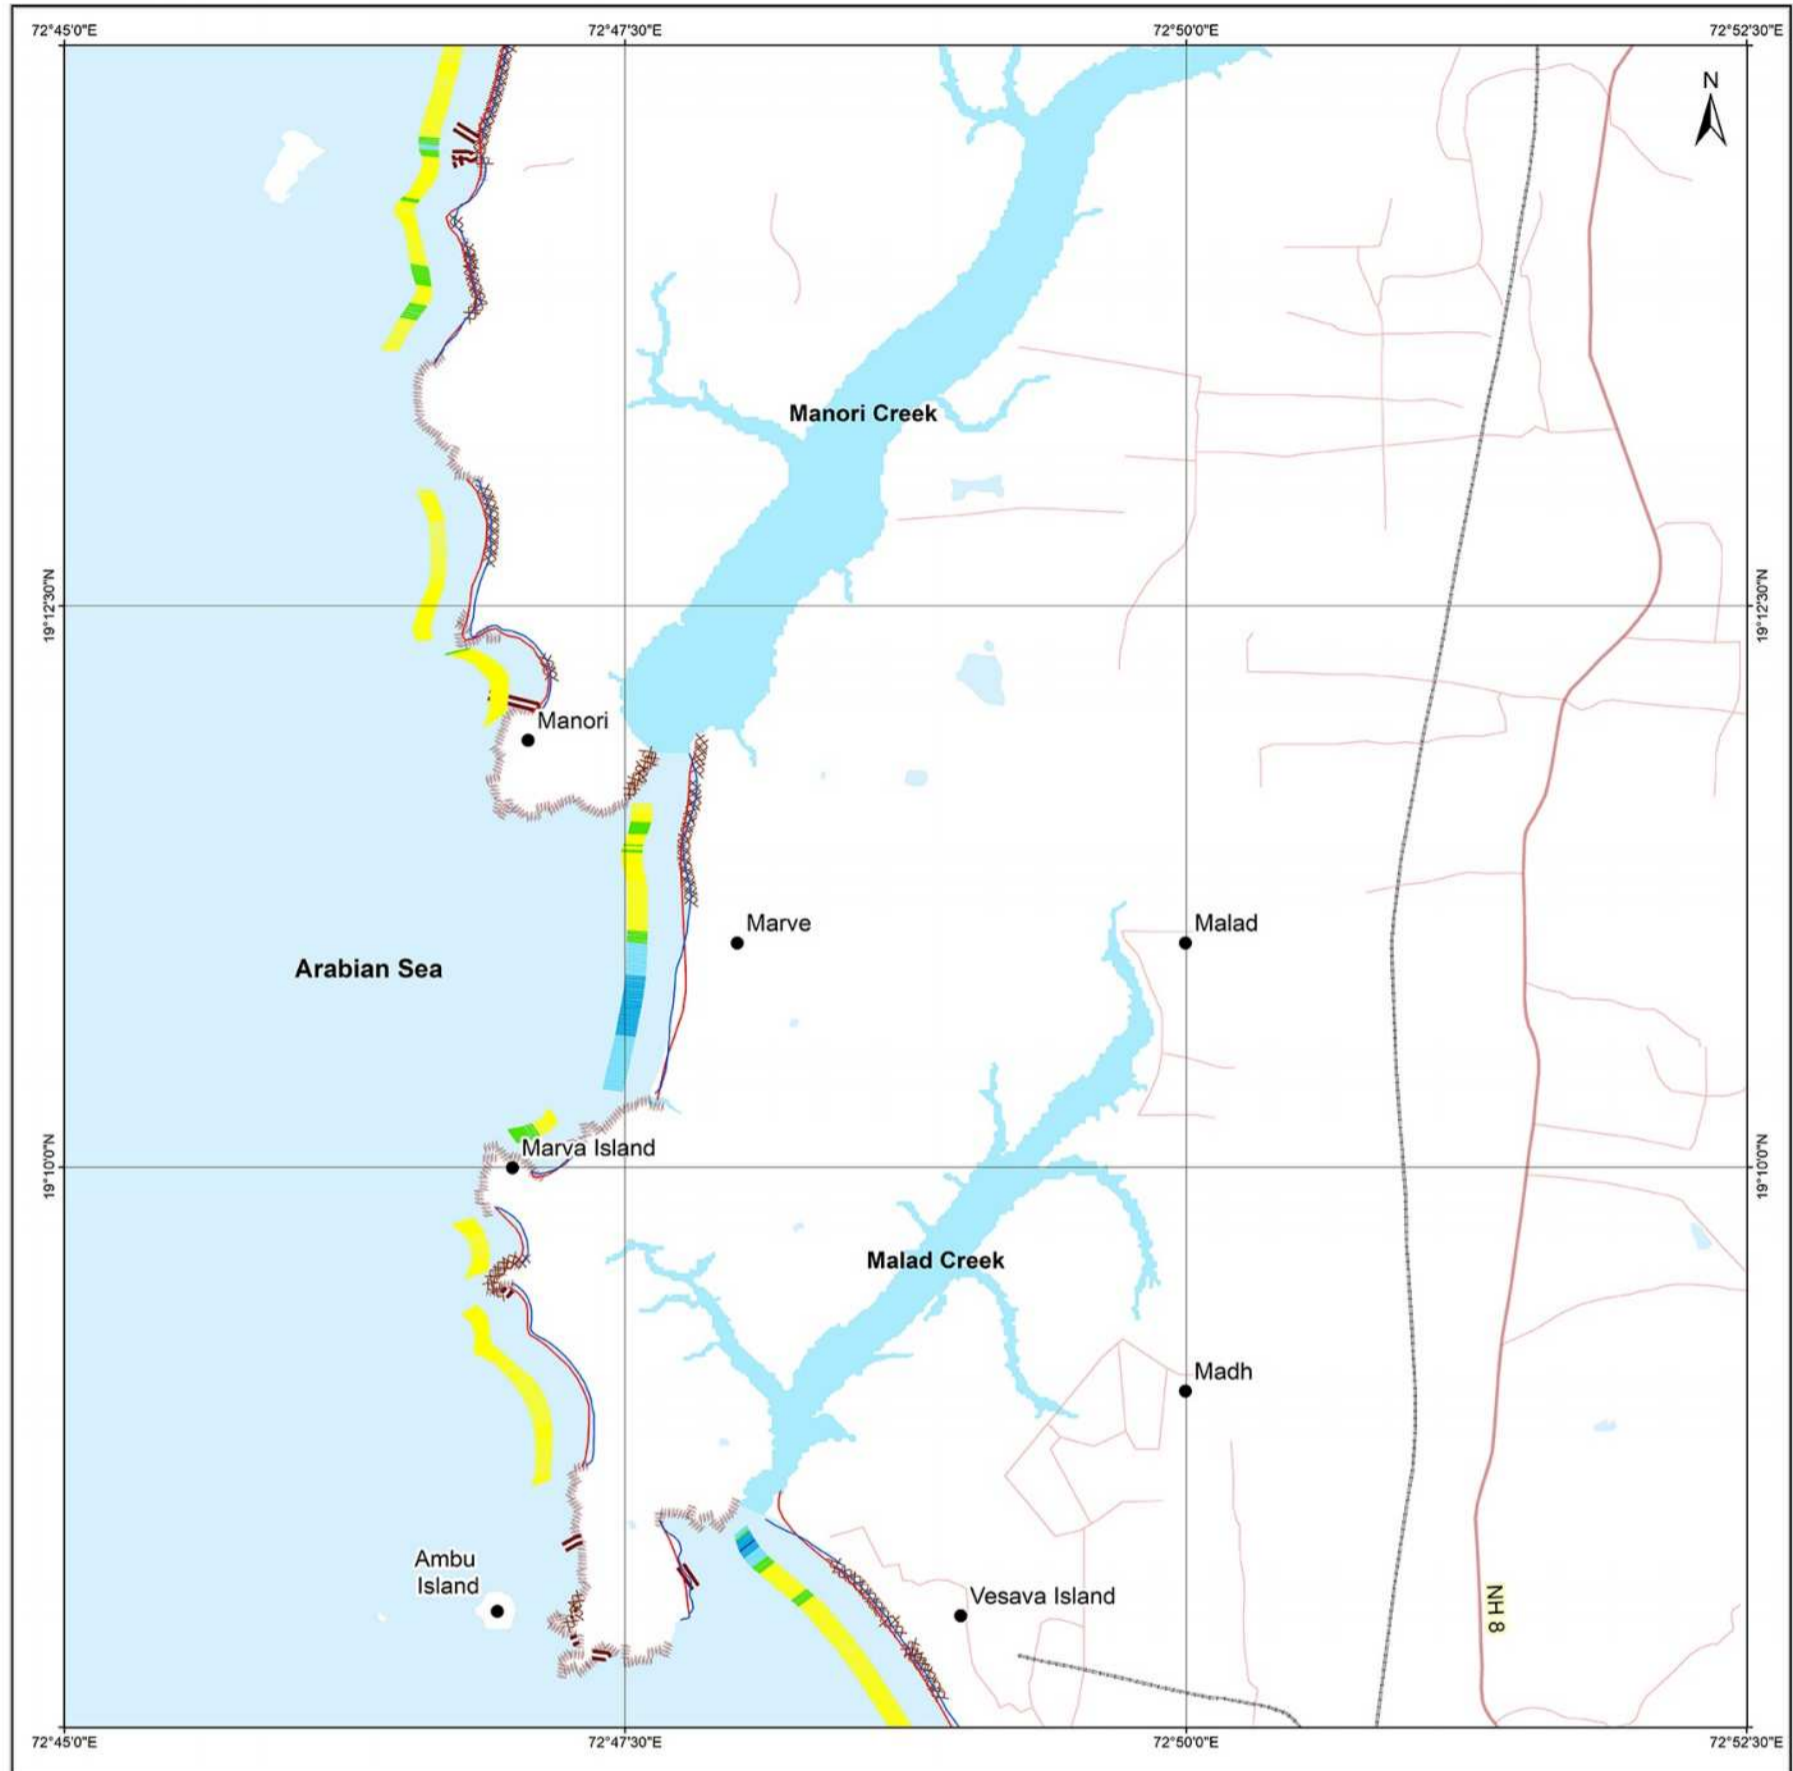 72°45'0"E
72°47'30"E
72°50'0"E
72°52'30"E
N
Manori Creek
19°12'30"N
19°12'30"N
Manori
Marve
Malad
Arabian Sea
Marva Island
19°10'0"N
19°10'0"N
Malad Creek
Madh
Ambu
Island
Vesava Island
NH 8
72°45'0"E
72°47'30"E
72°50'0"E
72°52'30"E